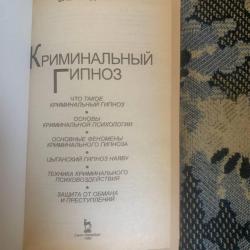 Криминальный
Гипноз
ЧТО ТАКОЕ
КРИМИНАЛЬНЫЙ ГИПНОЗ
ОСНОВЫ
КРИМИНАЛЬНОЙ ПСИХОЛОГИИ
ОСНОВНЫЕ ФЕНОМЕНЫ
КРИМИНАЛЬНОГО ГИПНОЗА
ЦЫГАНСКИЙ ГИПНОЗ НАЯВУ
ТЕХНИКА КРИМИНАЛЬНОГО
ПСИХОВОЗДЕЙСТВИЯ
ЗАЩИТА ОТ ОБМАНА
И ПРЕСТУПЛЕНИЙ